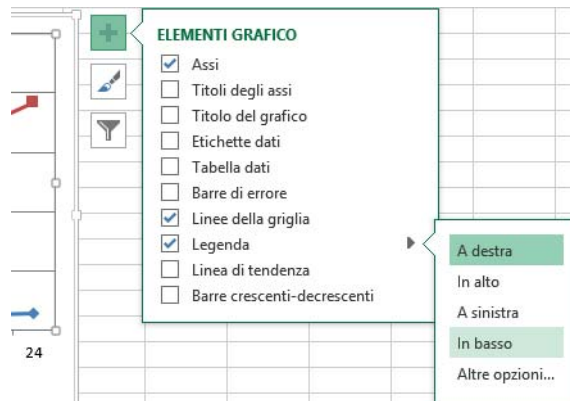 ELEMENTI GRAFICO
Assi
Titoli degli assi
Titolo del grafico
Etichette dati
Tabella dati
Barre di errore
Linee della griglia
Legenda
Linea di tendenza
Barre crescenti-decrescenti
A destra
In alto
A sinistra
In basso
Altre opzioni...
24